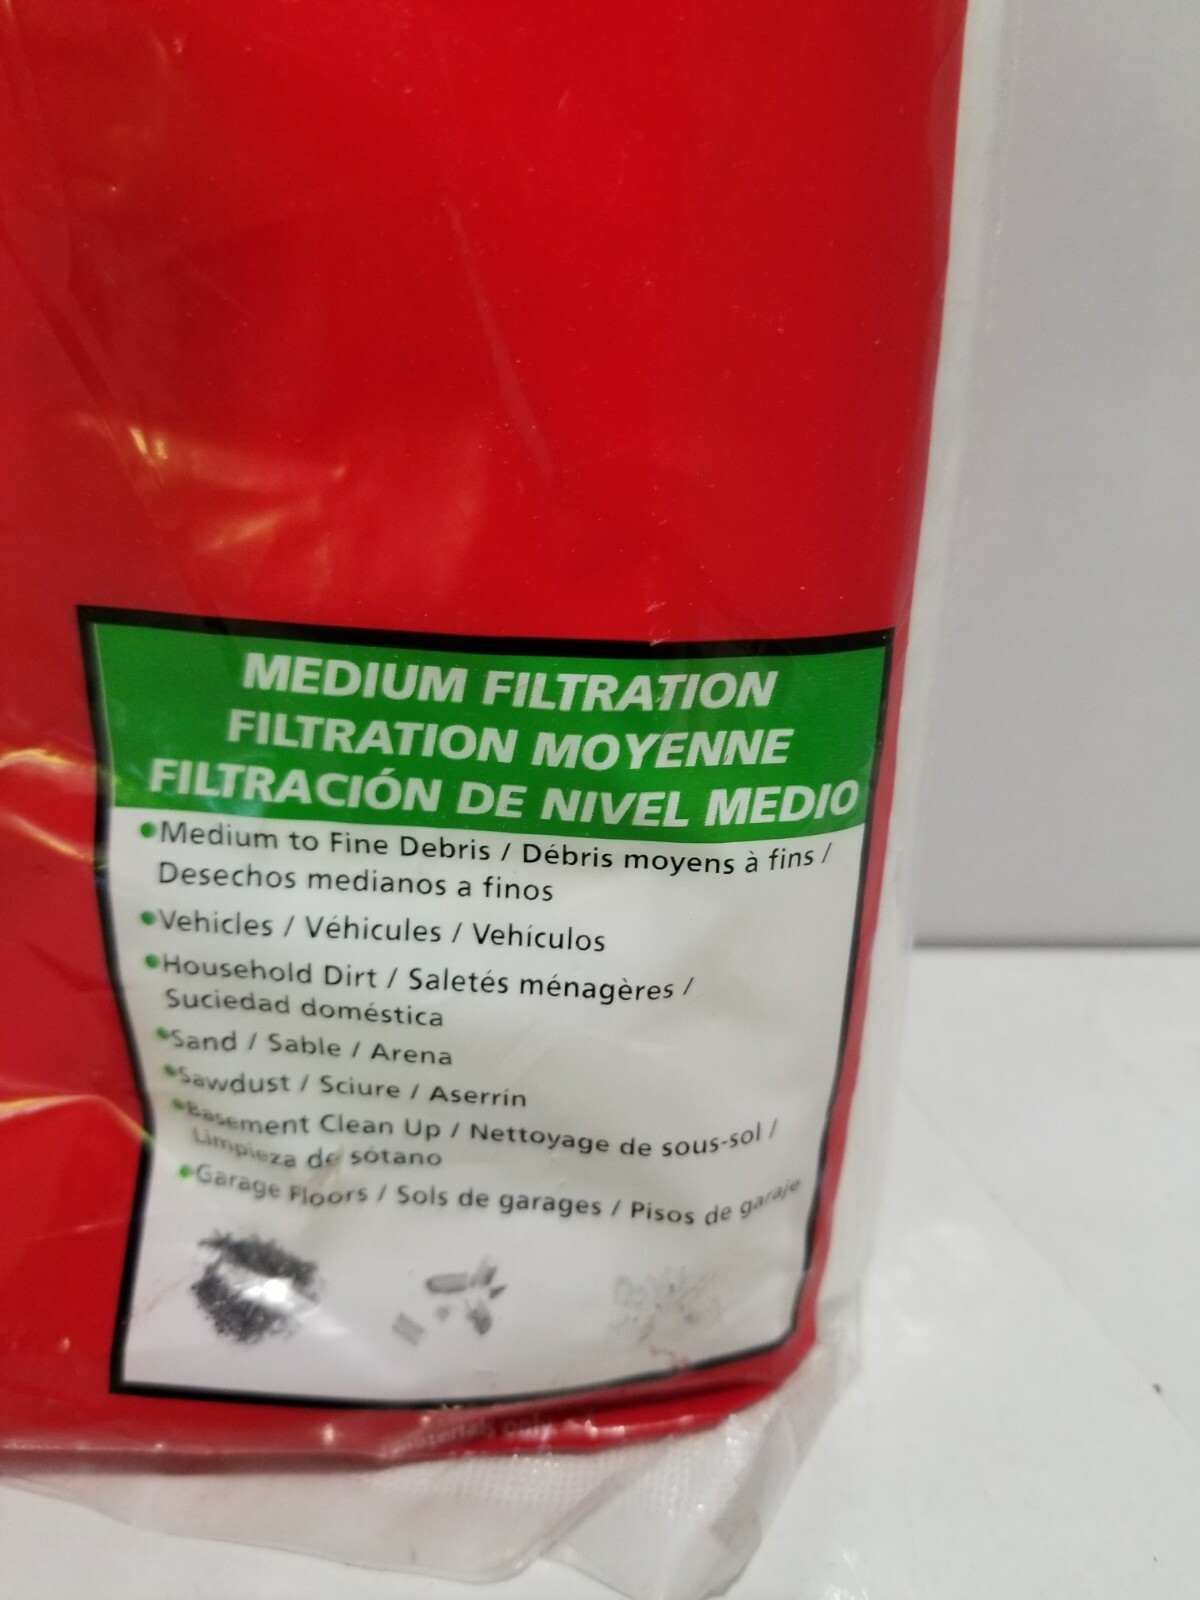 MEDIUM FILTRATION
FILTRATION MOYENNE
FILTRACIÓN DE NIVEL MEDIO
•Medium to Fine Debris / Débris moyens à fins /
Desechos medianos a finos
•Vehicles / Véhicules / Vehículos
•Household Dirt / Saletés ménagères /
Suciedad doméstica
•Sand / Sable / Arena
•Sawdust / Sciure / Aserrín
•Basement Clean Up / Nettoyage de sous-sol /
Limpieza de sótano
•Garage Floors / Sols de garages / Pisos de garaje
materials only